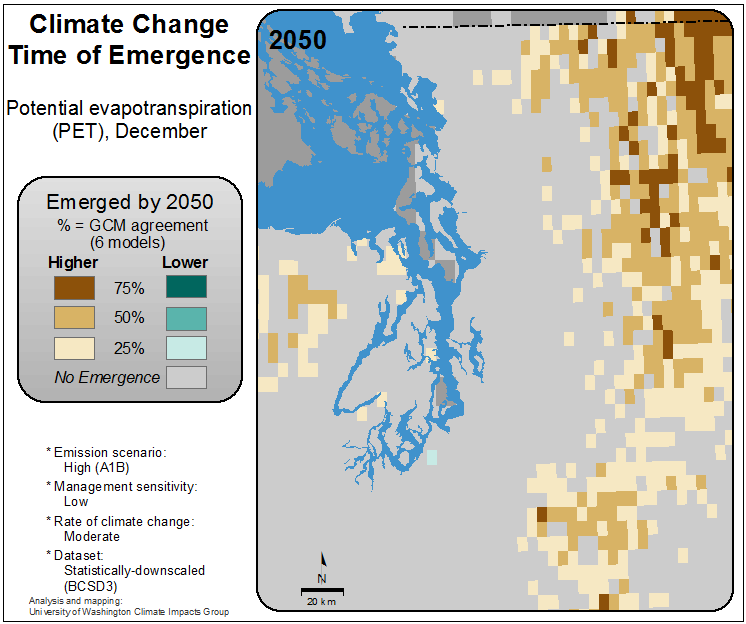 Climate Change
Time of Emergence
Potential evapotranspiration
(PET), December
Emerged by 2050
% = GCM agreement
(6 models)
Higher Lower
75%
50%
25%
No Emergence
* Emission scenario:
High (A1B)
* Management sensitivity:
Low
* Rate of climate change:
Moderate
* Dataset:
Statistically-downscaled
(BCSD3)
Analysis and mapping:
University of Washington Climate Impacts Group
2050
N
20 km